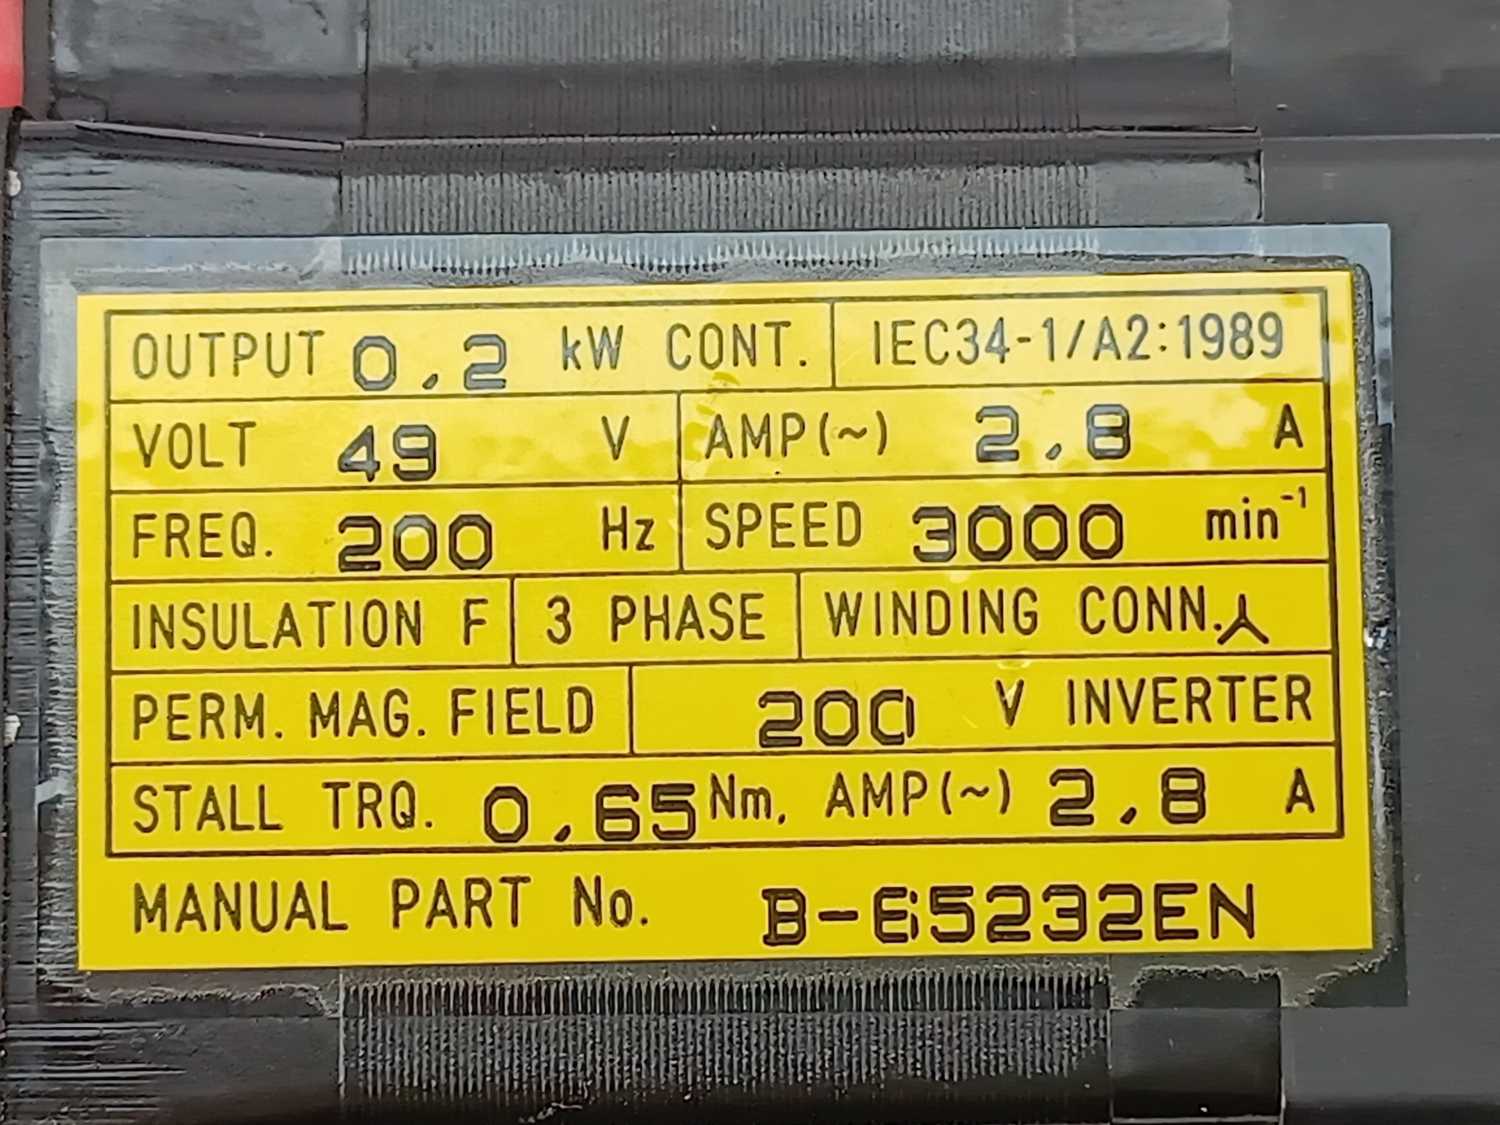 OUTPUT 0.2 kW CONT. IEC34-1/A2:1989
VOLT 49 V AMP(~) 2.8 A
FREQ. 200 Hz SPEED 3000 min⁻¹
INSULATION F 3 PHASE WINDING CONN.
PERM. MAG. FIELD 200 V INVERTER
STALL TRQ. 0.65 Nm, AMP(~) 2.8 A
MANUAL PART No. B-65232EN